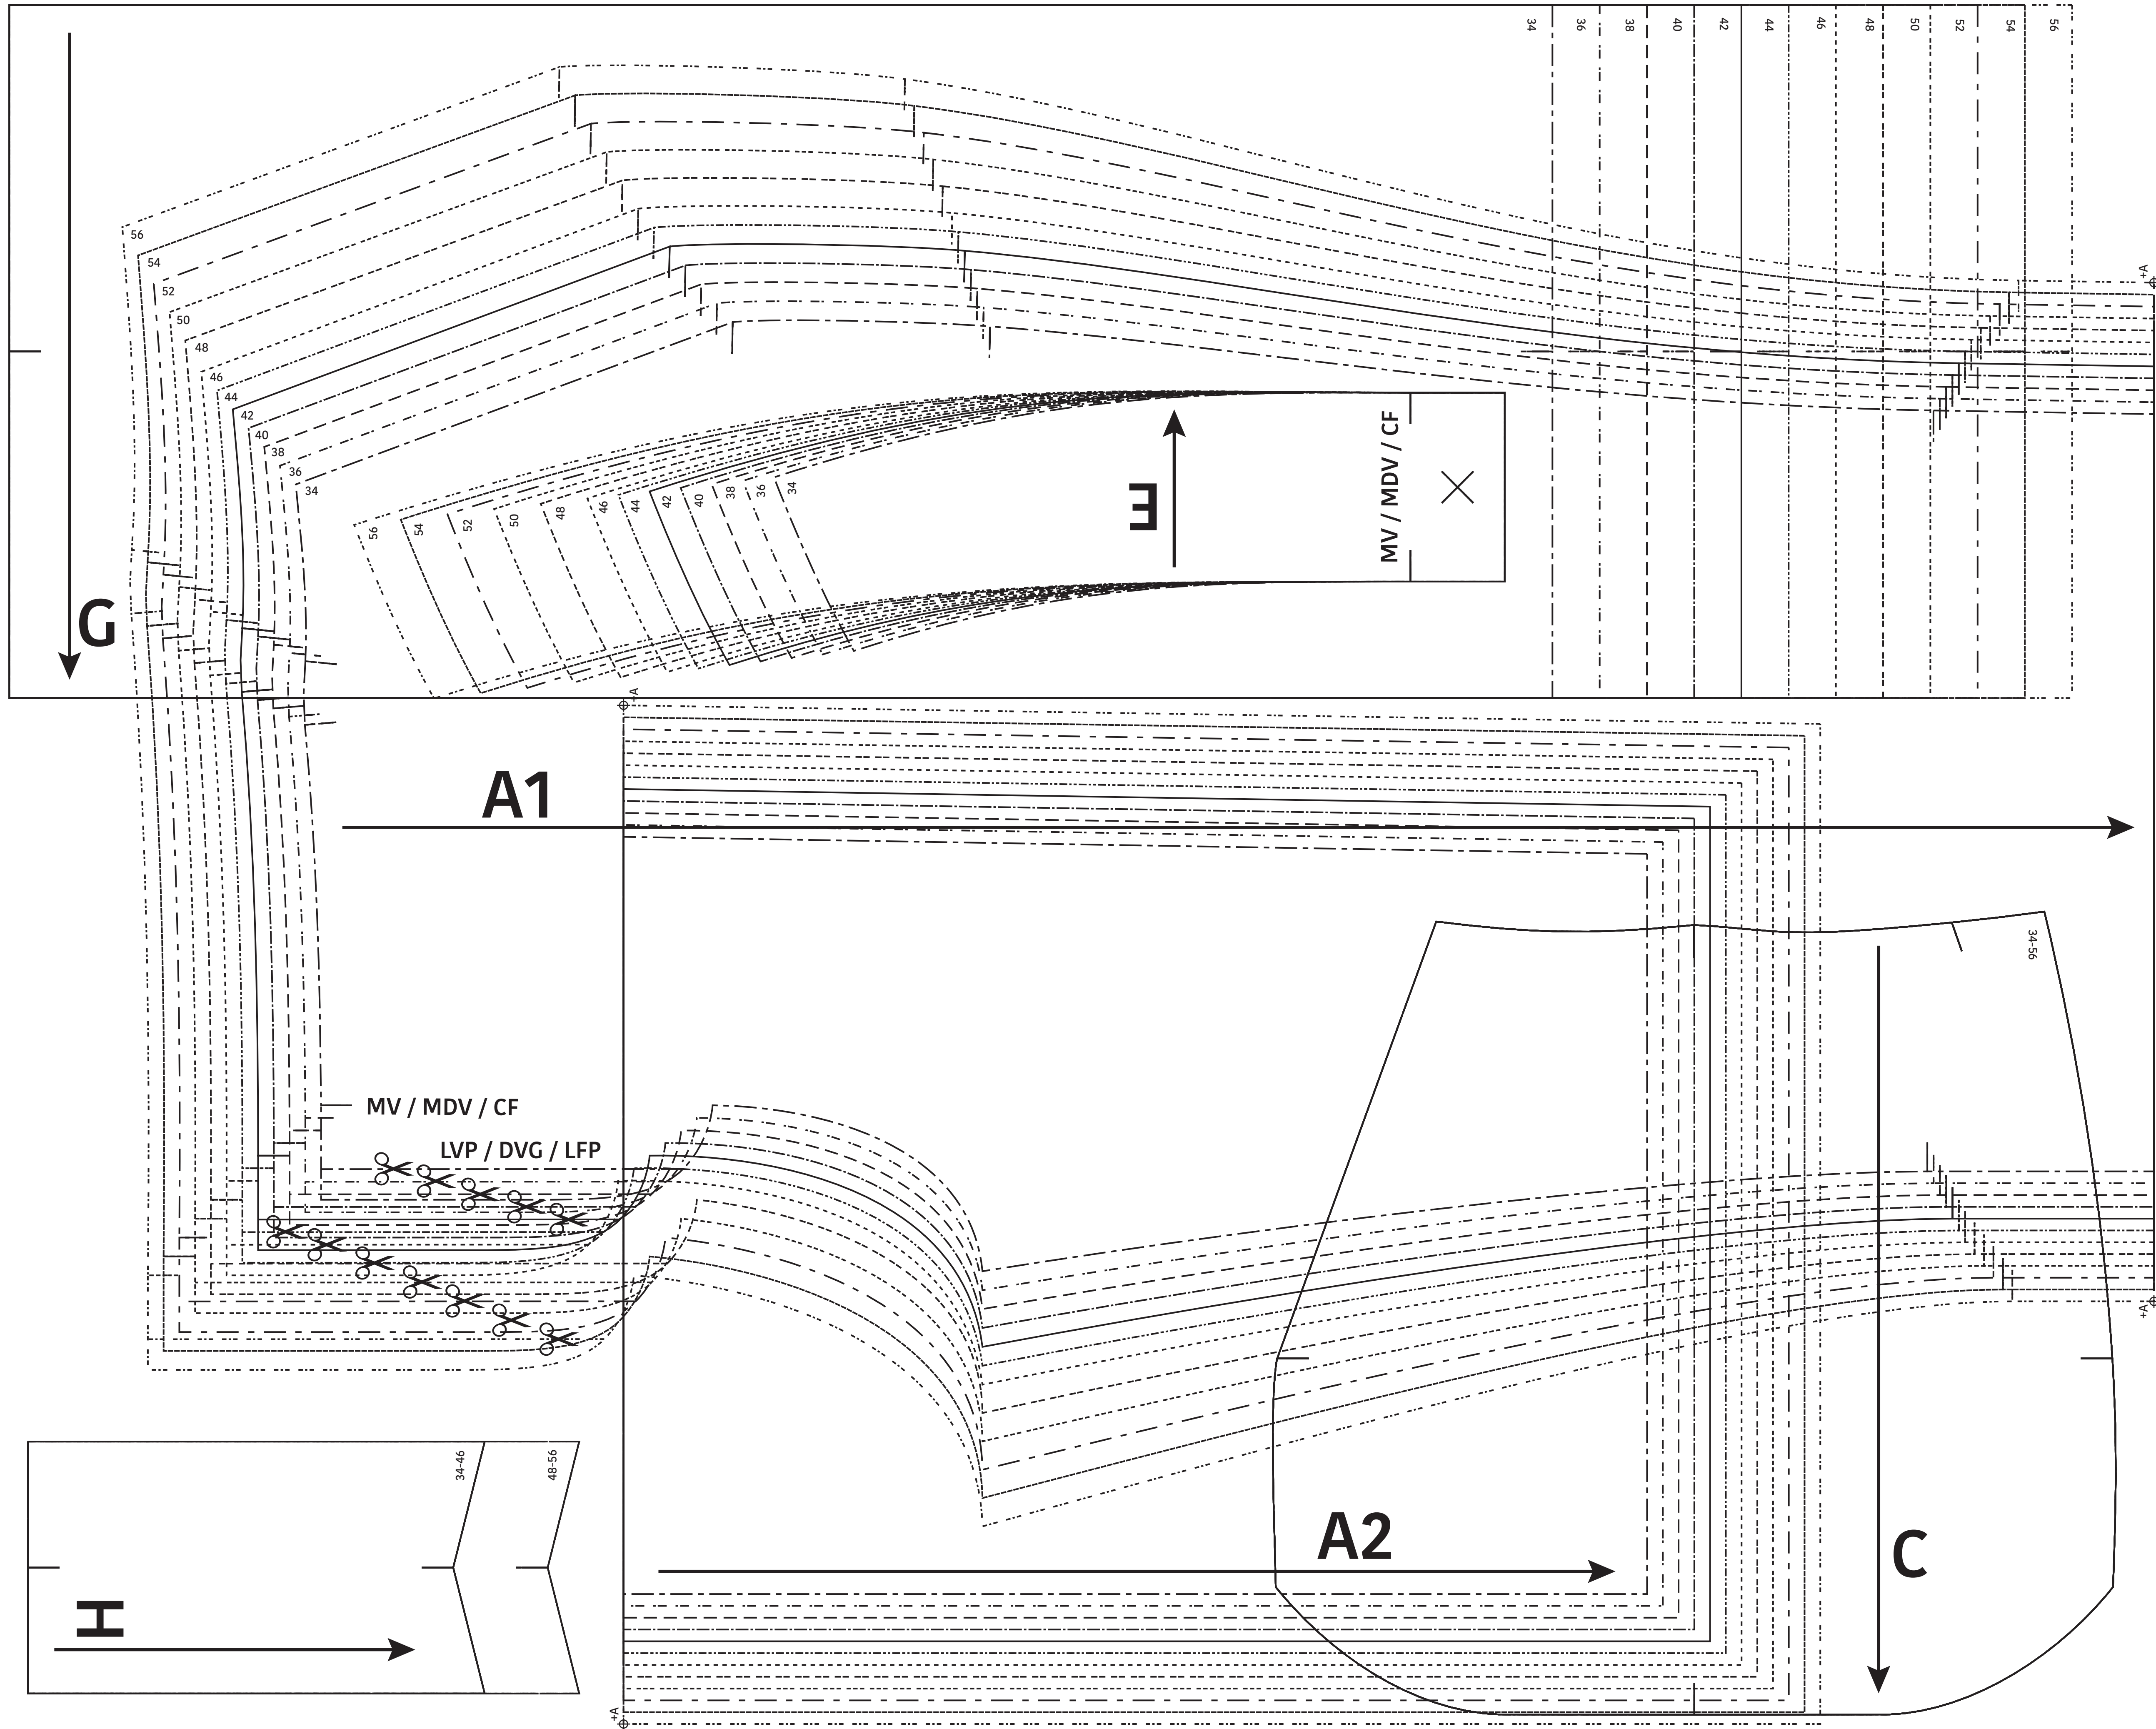 34 36 38 40 42 44 46 48 50 52 54 56
56
54
52
50
48
46
44
42
40
38
36
34
+A
G
56 54 52 50 48 46 44 42 40 38 36 34
E
MV / MDV / CF
+A
A1
34-56
MV / MDV / CF
LVP / DVG / LFP
+A
34-46
48-56
A2
C
H
+A